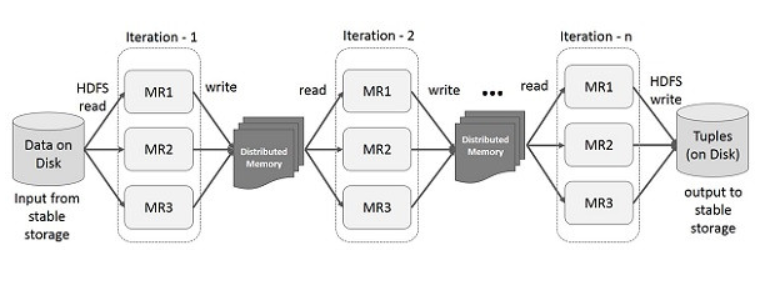 Iteration - 1
Iteration - 2
Iteration - n
HDFS
read
write
read
write
...
read
HDFS
write
MR1
MR2
MR3
MR1
MR2
MR3
MR1
MR2
MR3
Data on
Disk
Distributed
Memory
Distributed
Memory
Tuples
(on Disk)
Input from
stable
storage
output to
stable
storage